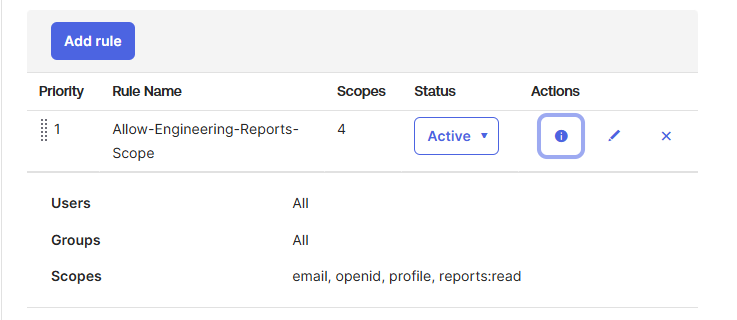 Add rule
Priority Rule Name Scopes Status Actions
1 Allow-Engineering-Reports- 4 Active
Scope
Users All
Groups All
Scopes email, openid, profile, reports:read